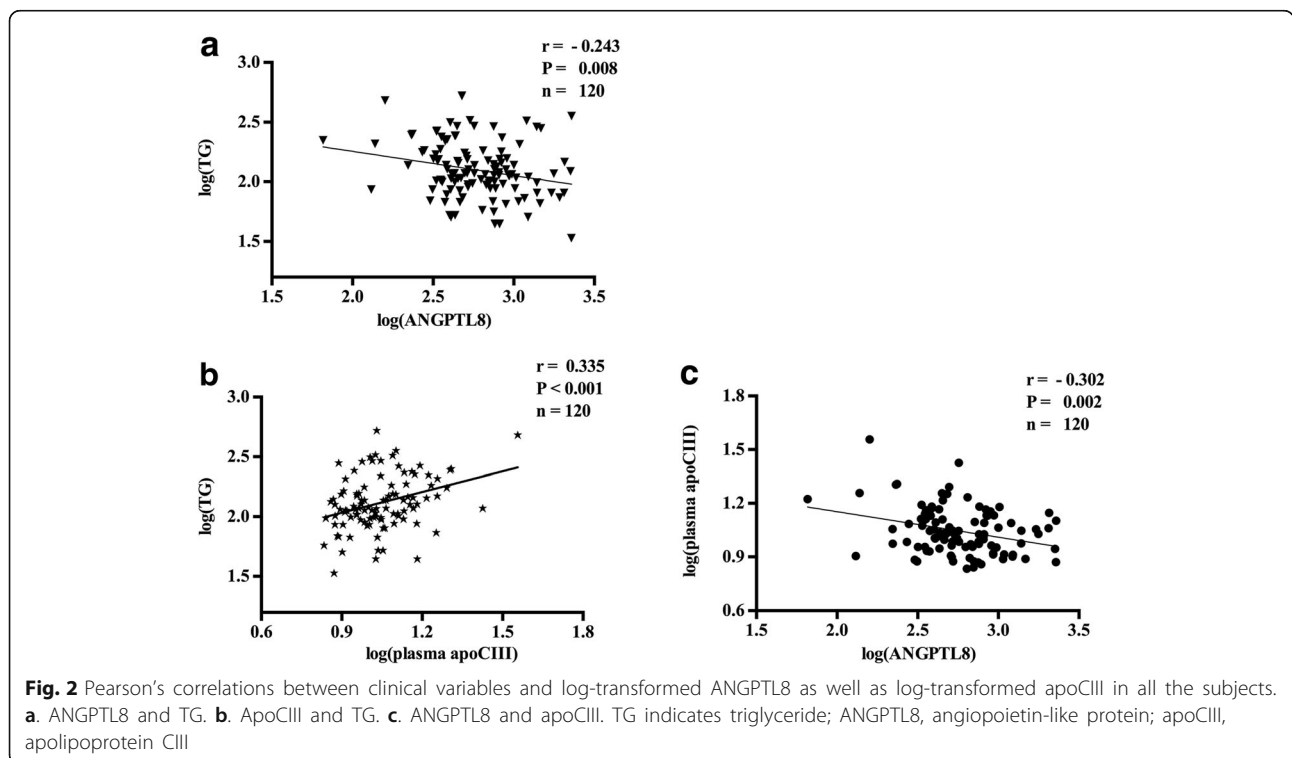 a
r = - 0.243
P = 0.008
n = 120
3.0
2.5
2.0
1.5
log(TG)
1.5 2.0 2.5 3.0 3.5
log(ANGPTL8)
b
r = 0.335
P < 0.001
n = 120
3.0
2.5
2.0
1.5
log(TG)
0.6 0.9 1.2 1.5 1.8
log(plasma apoCIII)
c
r = - 0.302
P = 0.002
n = 120
1.8
1.5
1.2
0.9
0.6
log(plasma apoCIII)
1.5 2.0 2.5 3.0 3.5
log(ANGPTL8)
Fig. 2 Pearson's correlations between clinical variables and log-transformed ANGPTL8 as well as log-transformed apoCIII in all the subjects.
a. ANGPTL8 and TG. b. ApoCIII and TG. c. ANGPTL8 and apoCIII. TG indicates triglyceride; ANGPTL8, angiopoietin-like protein; apoCIII,
apolipoprotein CIII